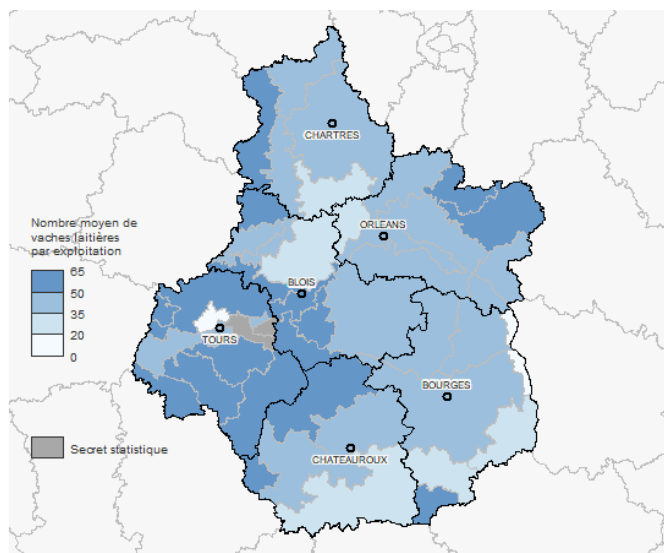 CHARTRES
ORLEANS
Nombre moyen de
vaches laitières
par exploitation
65
50
35
20
0
BLOIS
TOURS
BOURGES
Secret statistique
CHATEAUROUX